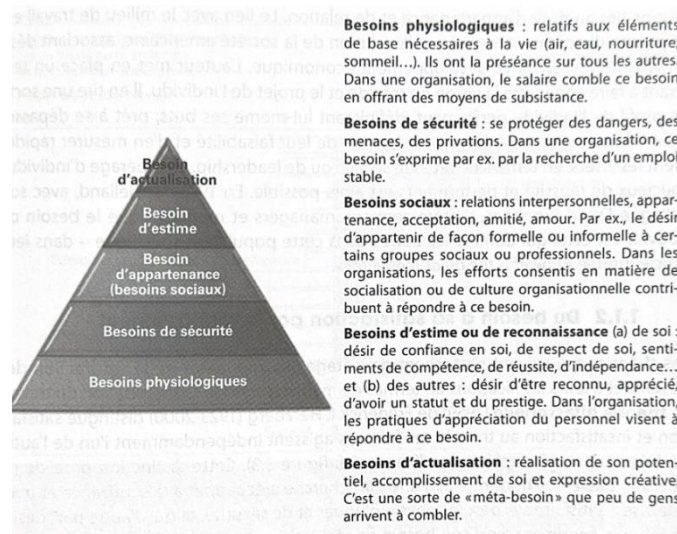 Besoin
d'actualisation
Besoin
d'estime
Besoin
d'appartenance
(besoins sociaux)
Besoins de sécurité
Besoins physiologiques
Besoins physiologiques : relatifs aux éléments
de base nécessaires à la vie (air, eau, nourriture,
sommeil…). Ils ont la préséance sur tous les autres.
Dans une organisation, le salaire comble ce besoin
en offrant des moyens de subsistance.
Besoins de sécurité : se protéger des dangers, des
menaces, des privations. Dans une organisation, ce
besoin s'exprime par ex. par la recherche d'un emploi
stable.
Besoins sociaux : relations interpersonnelles, appar-
tenance, acceptation, amitié, amour. Par ex., le désir
d'appartenir de façon formelle ou informelle à cer-
tains groupes sociaux ou professionnels. Dans les
organisations, les efforts consentis en matière de
socialisation ou de culture organisationnelle contri-
buent à répondre à ce besoin.
Besoins d'estime ou de reconnaissance (a) de soi :
désir de confiance en soi, de respect de soi, senti-
ments de compétence, de réussite, d'indépendance…
et (b) des autres : désir d'être reconnu, apprécié,
d'avoir un statut et du prestige. Dans l'organisation,
les pratiques d'appréciation du personnel visent à
répondre à ce besoin.
Besoins d'actualisation : réalisation de son poten-
tiel, accomplissement de soi et expression créative.
C'est une sorte de «méta-besoin» que peu de gens
arrivent à combler.